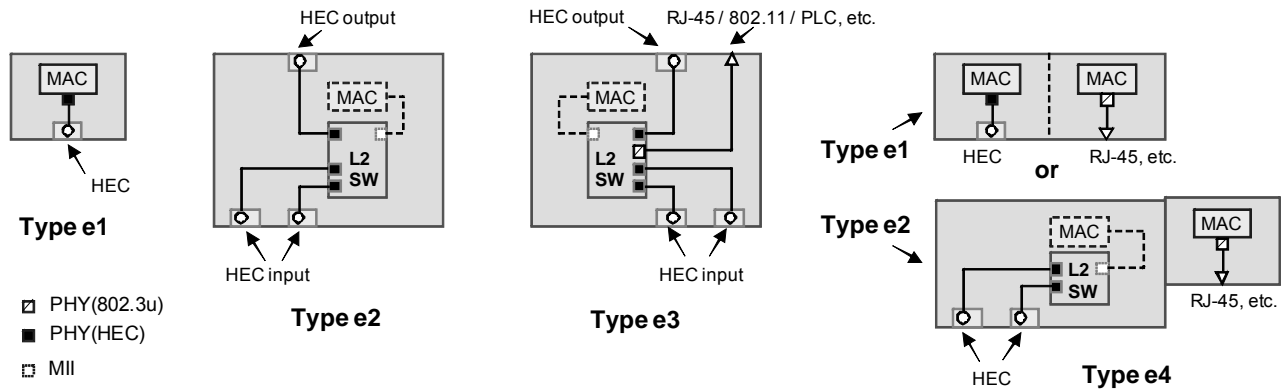 MAC
HEC
Type e1
PHY(802.3u)
PHY(HEC)
MII
HEC output
MAC
L2
SW
HEC input
Type e2
HEC output
RJ-45 / 802.11 / PLC, etc.
MAC
L2
SW
HEC input
Type e3
MAC
MAC
Type e1
HEC
RJ-45, etc.
or
Type e2
MAC
L2
SW
MAC
RJ-45, etc.
HEC
Type e4